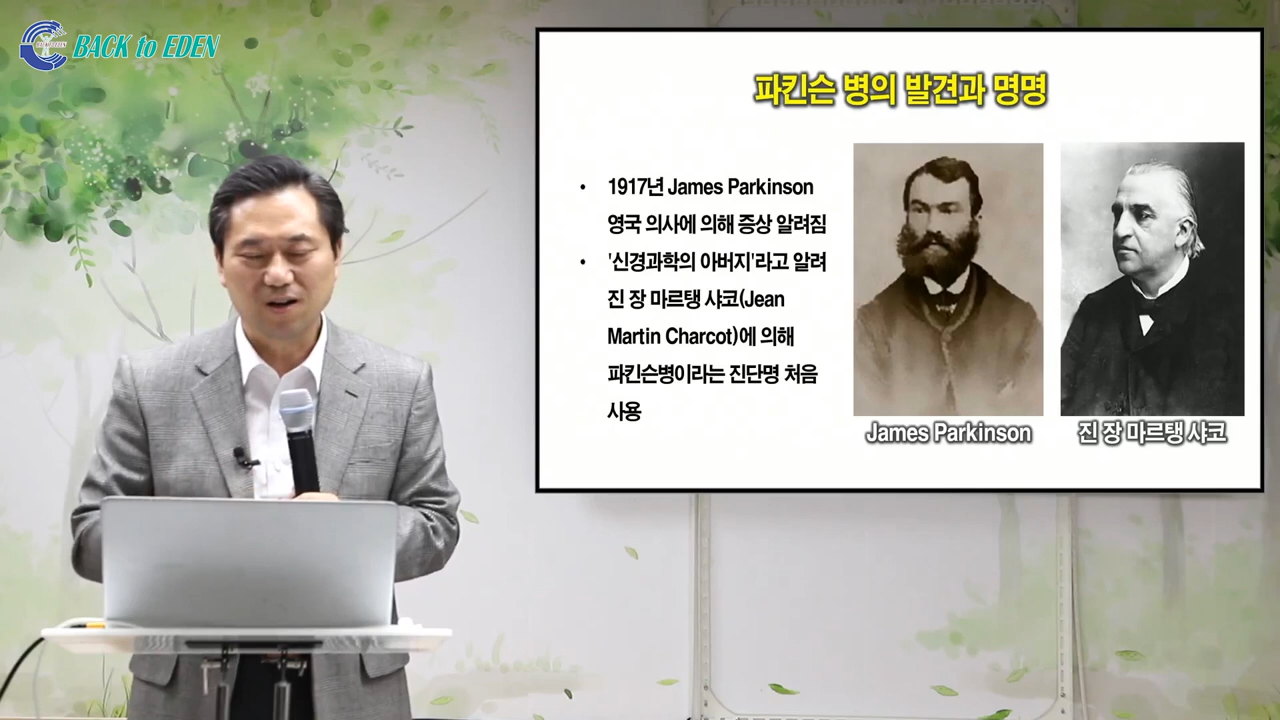 BACK to EDEN
파킨슨 병의 발견과 명명
• 1917년 James Parkinson
영국 의사에 의해 증상 알려짐
• '신경과학의 아버지'라고 알려
진 장 마르탱 샤코(Jean
Martin Charcot)에 의해
파킨슨병이라는 진단명 처음
사용
James Parkinson
진 장 마르탱 샤코